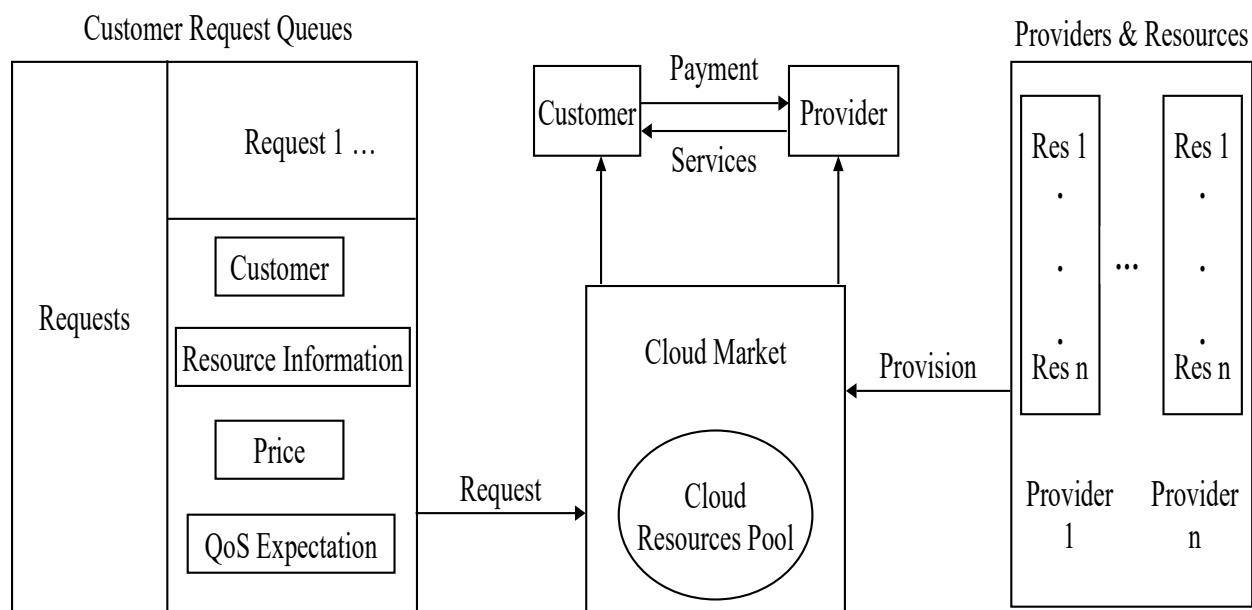 Customer Request Queues
Requests
Request 1 …
Customer
Resource Information
Price
QoS Expectation
Request
Customer
Payment
Services
Provider
Cloud Market
Cloud
Resources Pool
Provision
Providers & Resources
Res 1
.
.
.
Res n
...
Res 1
.
.
.
Res n
Provider
1
Provider
n